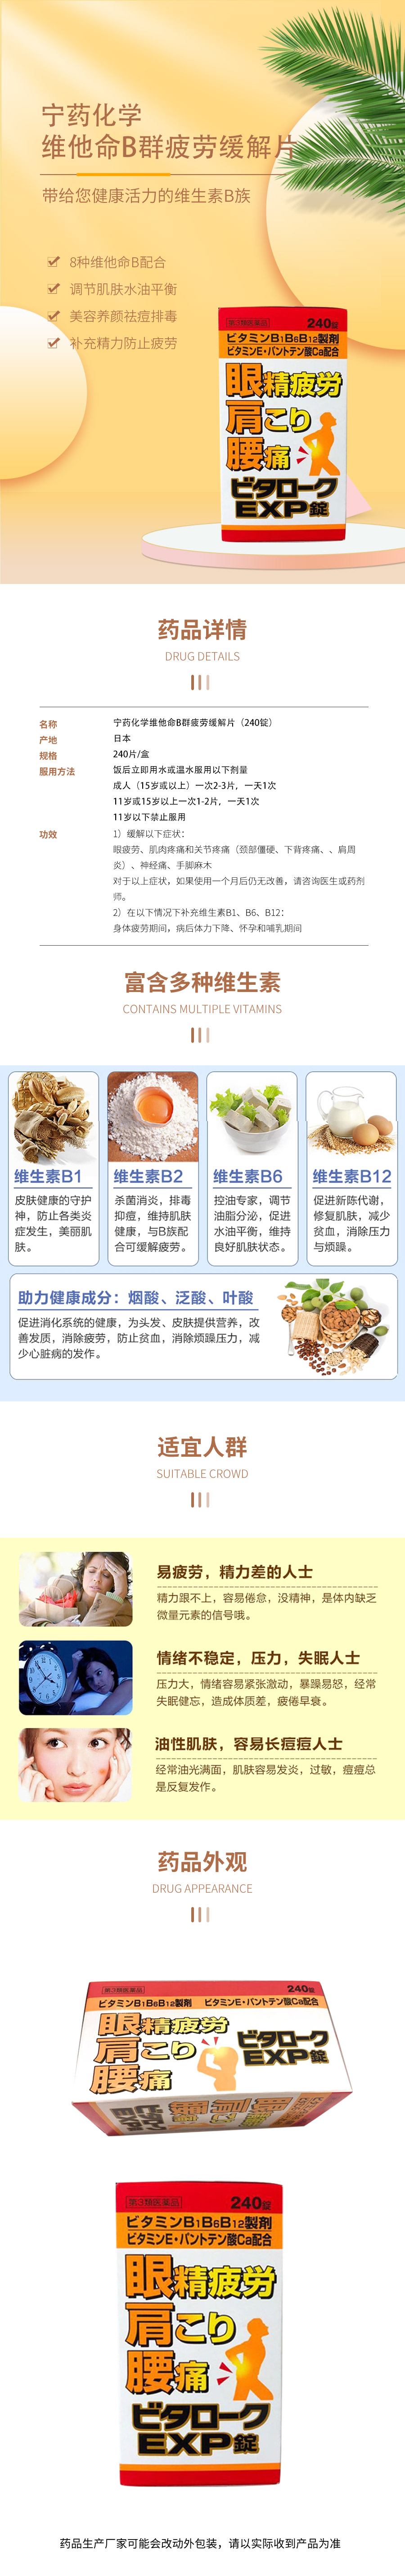 宁药化学
维他命B群疲劳缓解片
带给您健康活力的维生素B族
8种维他命B配合
调节肌肤水油平衡
美容养颜祛痘排毒
补充精力防止疲劳
第3類医薬品
240錠
ビタミンB1B6B12製剤
ビタミンE・パントテン酸Ca配合
眼精疲労
肩こり
腰痛
ビタローク
EXP錠
药品详情
DRUG DETAILS
名称 宁药化学维他命B群疲劳缓解片（240锭）
产地 日本
规格 240片/盒
服用方法 饭后立即用水或温水服用以下剂量
成人（15岁或以上）一次2-3片，一天1次
11岁或15岁以上一次1-2片，一天1次
11岁以下禁止服用
功效 1）缓解以下症状：
眼疲劳、肌肉疼痛和关节疼痛（颈部僵硬、下背疼痛、、肩周
炎）、神经痛、手脚麻木
对于以上症状，如果使用一个月后仍无改善，请咨询医生或药剂
师。
2）在以下情况下补充维生素B1、B6、B12：
身体疲劳期间，病后体力下降、怀孕和哺乳期间
富含多种维生素
CONTAINS MULTIPLE VITAMINS
维生素B1
皮肤健康的守护
神，防止各类炎
症发生，美丽肌
肤。
维生素B2
杀菌消炎，排毒
抑痘，维持肌肤
健康，与B族配
合可缓解疲劳。
维生素B6
控油专家，调节
油脂分泌，促进
水油平衡，维持
良好肌肤状态。
维生素B12
促进新陈代谢，
修复肌肤，减少
贫血，消除压力
与烦躁。
助力健康成分：烟酸、泛酸、叶酸
促进消化系统的健康，为头发、皮肤提供营养，改
善发质，消除疲劳，防止贫血，消除烦躁压力，减
少心脏病的发作。
适宜人群
SUITABLE CROWD
易疲劳，精力差的人士
精力跟不上，容易倦怠，没精神，是体内缺乏
微量元素的信号哦。
情绪不稳定，压力，失眠人士
压力大，情绪容易紧张激动，暴躁易怒，经常
失眠健忘，造成体质差，疲倦早衰。
油性肌肤，容易长痘痘人士
经常油光满面，肌肤容易发炎，过敏，痘痘总
是反复发作。
药品外观
DRUG APPEARANCE
第3類医薬品
240錠
ビタミンB1B6B12製剤 ビタミンE・パントテン酸Ca配合
眼精疲労
肩こり
腰痛
ビタローク
EXP錠
第3類医薬品
240錠
ビタミンB1B6B12製剤
ビタミンE・パントテン酸Ca配合
眼精疲労
肩こり
腰痛
ビタローク
EXP錠
药品生产厂家可能会改动外包装，请以实际收到产品为准